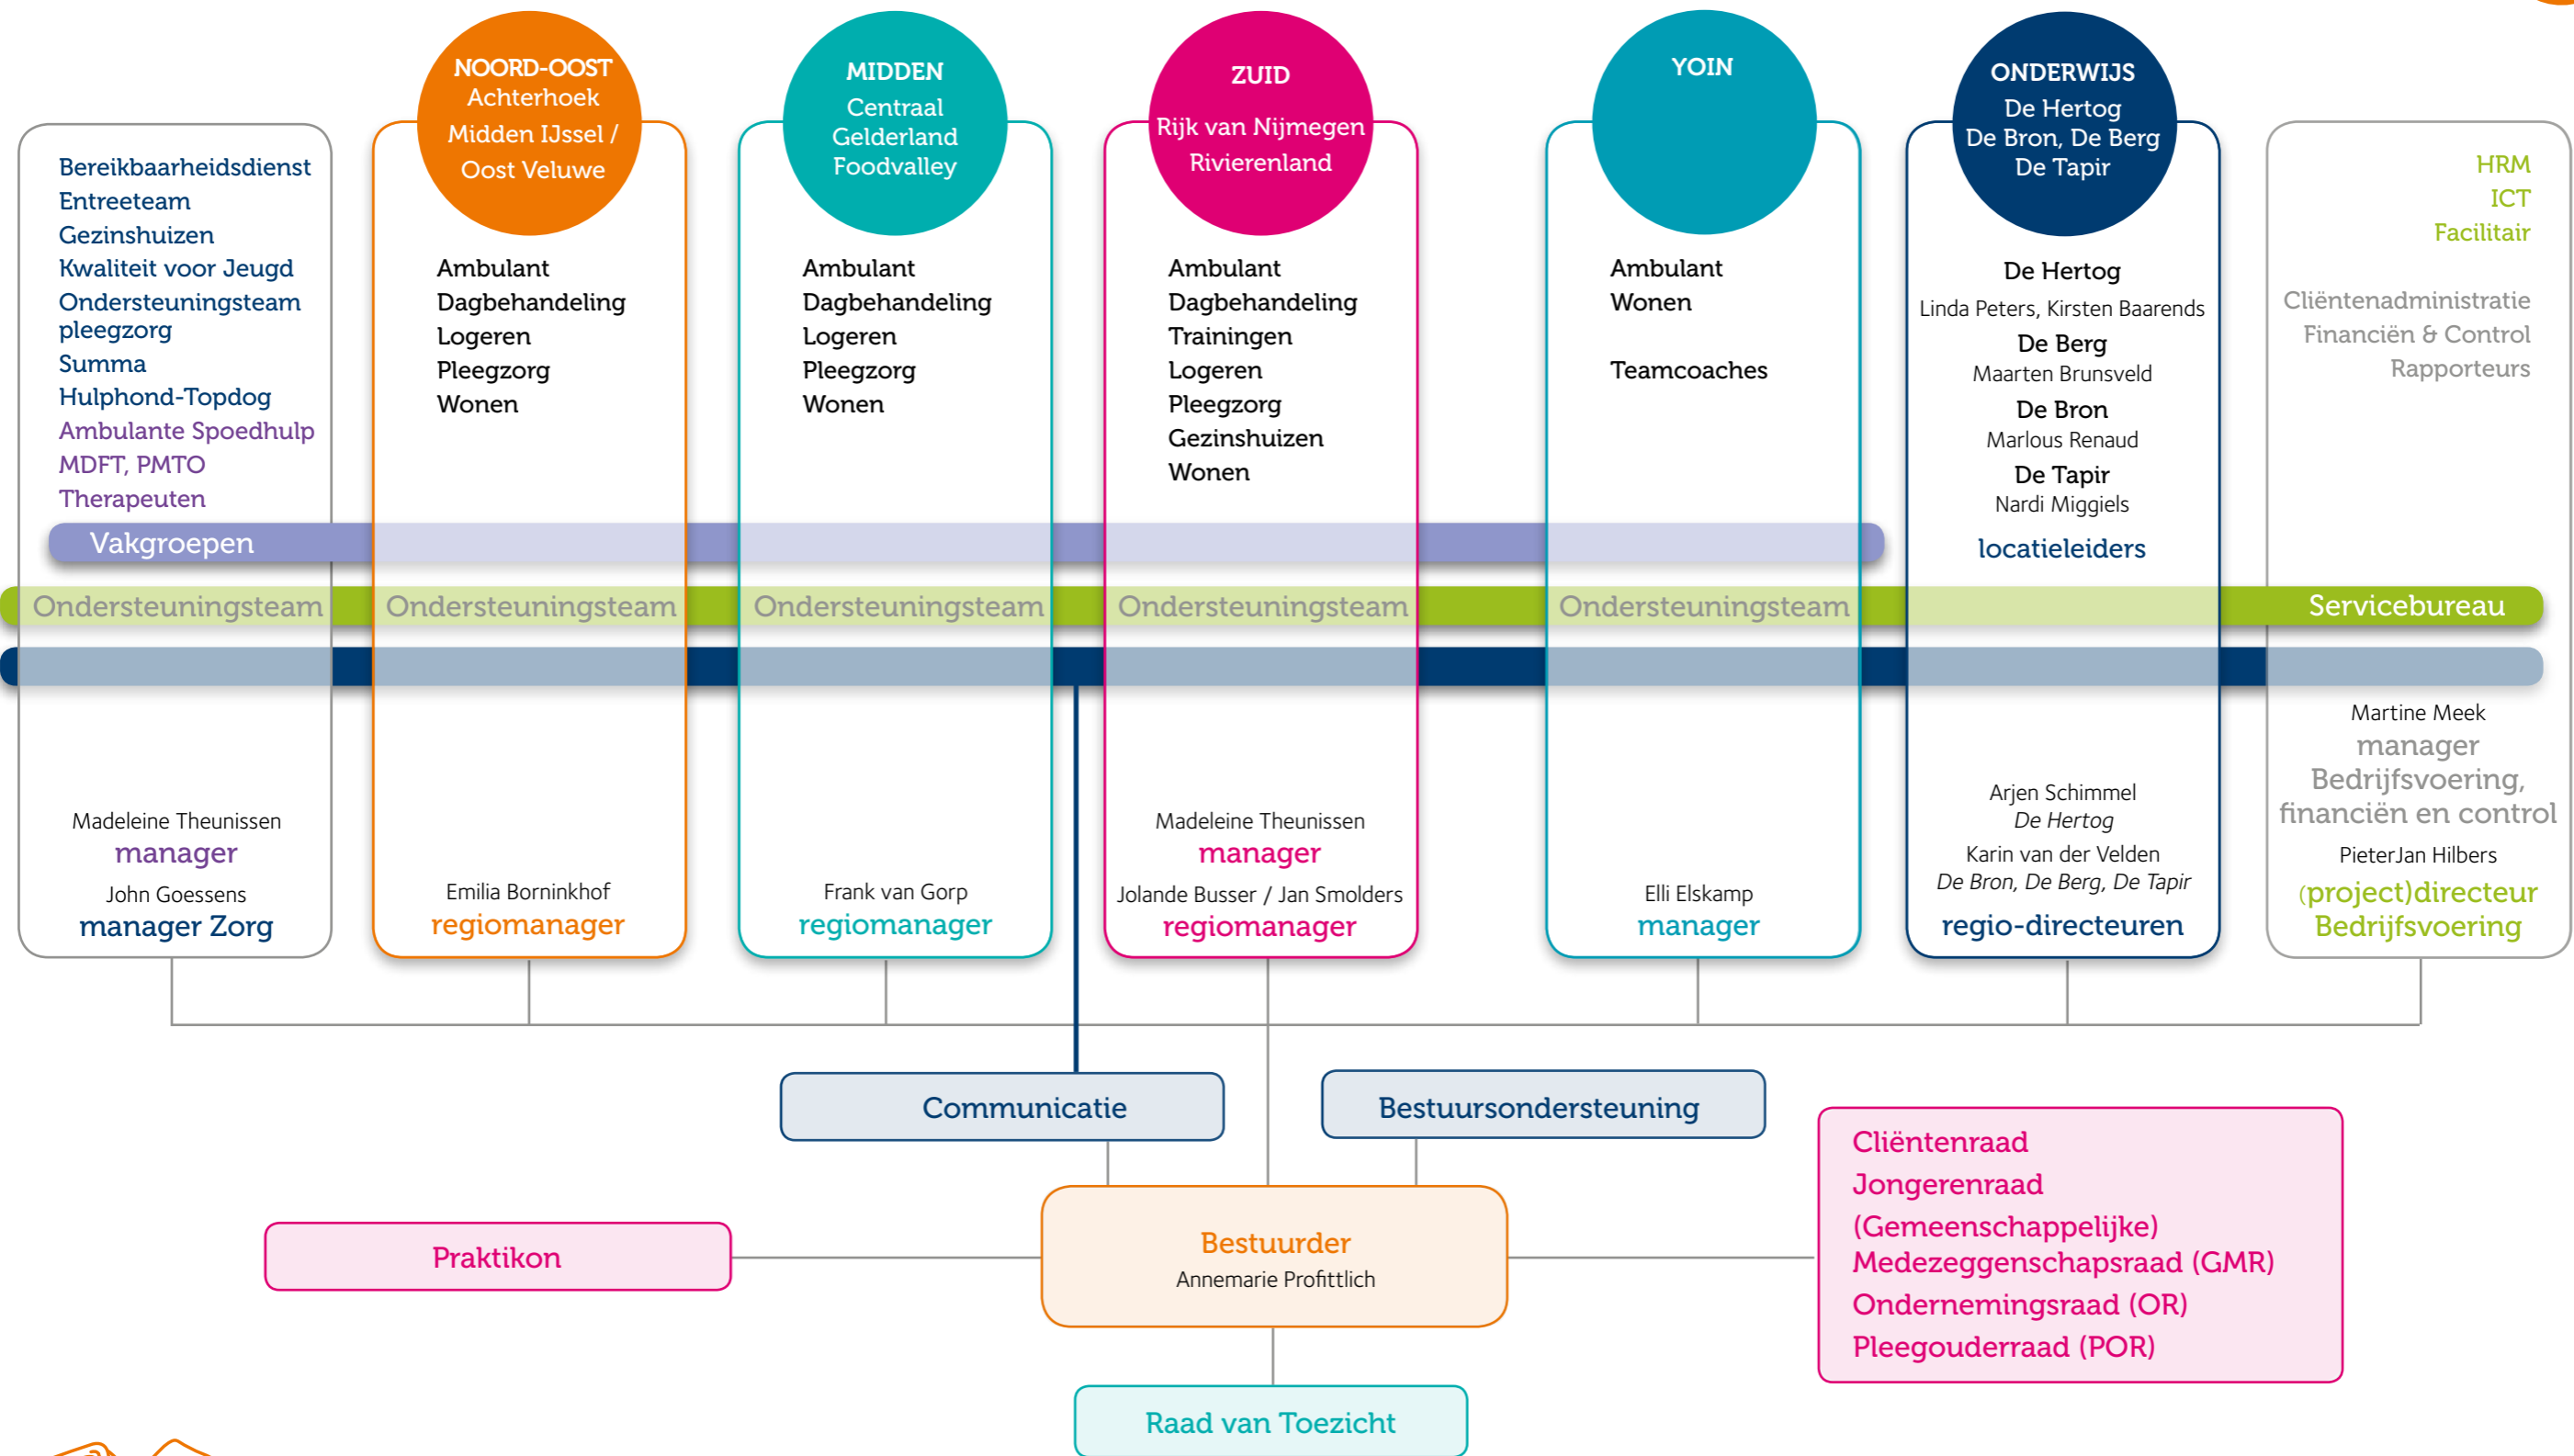 Bereikbaarheidsdienst
Entreeteam
Gezinshuizen
Kwaliteit voor Jeugd
Ondersteuningsteam
pleegzorg
Summa
Hulphond-Topdog
Ambulante Spoedhulp
MDFT, PMTO
Therapeuten
NOORD-OOST
Achterhoek
Midden IJssel /
Oost Veluwe
Ambulant
Dagbehandeling
Logeren
Pleegzorg
Wonen
MIDDEN
Centraal
Gelderland
Foodvalley
Ambulant
Dagbehandeling
Logeren
Pleegzorg
Wonen
ZUID
Rijk van Nijmegen
Rivierenland
Ambulant
Dagbehandeling
Trainingen
Logeren
Pleegzorg
Gezinshuizen
Wonen
YOIN
Ambulant
Wonen
Teamcoaches
ONDERWIJS
De Hertog
De Bron, De Berg
De Tapir
De Hertog
Linda Peters, Kirsten Baarends
De Berg
Maarten Brunsveld
De Bron
Marlous Renaud
De Tapir
Nardi Miggiels
locatieleiders
HRM
ICT
Facilitair
Cliëntenadministratie
Financiën & Control
Rapporteurs
Vakgroepen
Ondersteuningsteam
Ondersteuningsteam
Ondersteuningsteam
Ondersteuningsteam
Ondersteuningsteam
Servicebureau
Madeleine Theunissen
manager
John Goessens
manager Zorg
Emilia Borninkhof
regiomanager
Frank van Gorp
regiomanager
Madeleine Theunissen
manager
Jolande Busser / Jan Smolders
regiomanager
Elli Elskamp
manager
Arjen Schimmel
De Hertog
Karin van der Velden
De Bron, De Berg, De Tapir
regio-directeuren
Martine Meek
manager
Bedrijfsvoering,
financiën en control
PieterJan Hilbers
(project)directeur
Bedrijfsvoering
Communicatie
Bestuursondersteuning
Praktikon
Bestuurder
Annemarie Profittlich
Cliëntenraad
Jongerenraad
(Gemeenschappelijke)
Medezeggenschapsraad (GMR)
Ondernemingsraad (OR)
Pleegouderraad (POR)
Raad van Toezicht